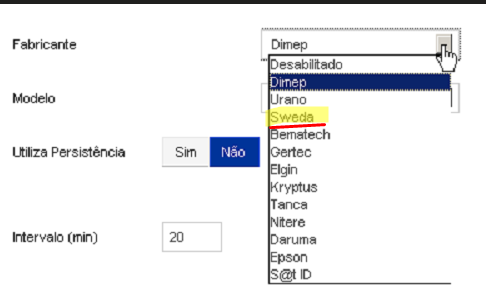 Fabricante
Dimep
Desabilitado
Dimep
Modelo
Urano
Sweda
Bematech
Utiliza Persistência
Sim
Não
Gertec
Elgin
Kryptus
Tanca
Nitere
Intervalo (min)
20
Daruma
Epson
S@t ID